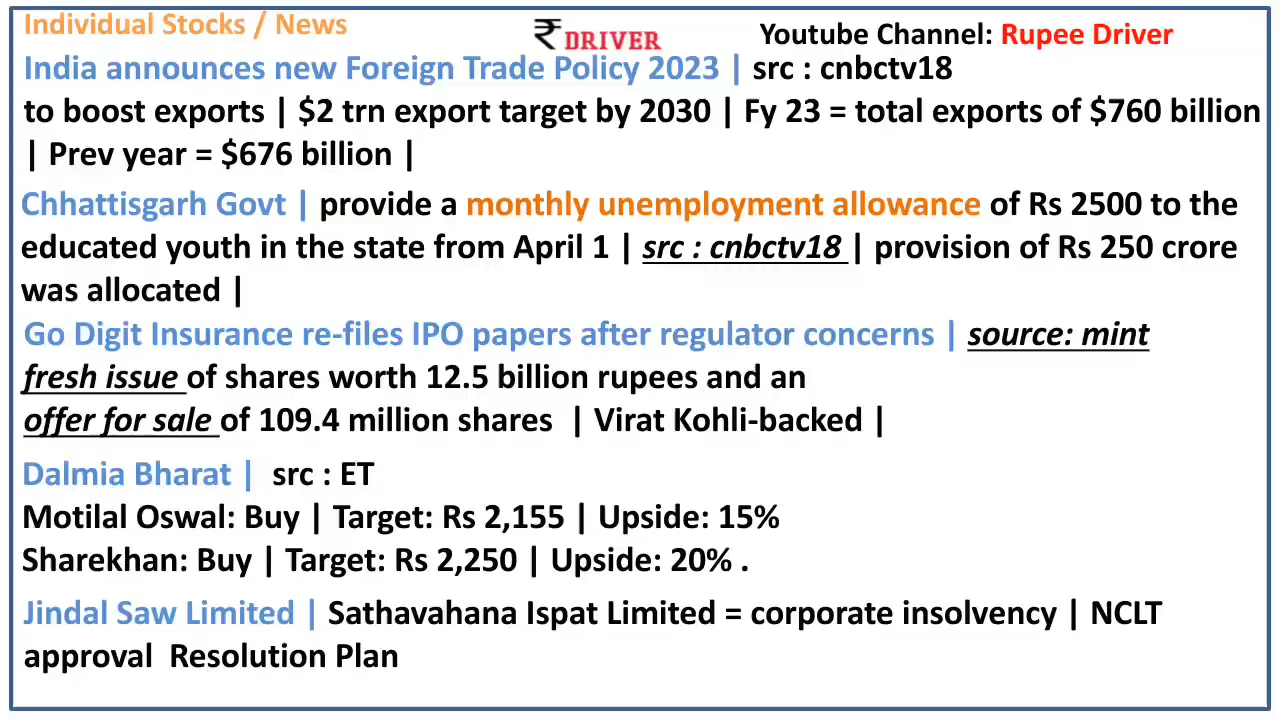 Individual Stocks / News
₹ DRIVER
Youtube Channel: Rupee Driver
India announces new Foreign Trade Policy 2023 | src : cnbctv18
to boost exports | $2 trn export target by 2030 | Fy 23 = total exports of $760 billion
| Prev year = $676 billion |
Chhattisgarh Govt | provide a monthly unemployment allowance of Rs 2500 to the
educated youth in the state from April 1 | src : cnbctv18 | provision of Rs 250 crore
was allocated |
Go Digit Insurance re-files IPO papers after regulator concerns | source: mint
fresh issue of shares worth 12.5 billion rupees and an
offer for sale of 109.4 million shares | Virat Kohli-backed |
Dalmia Bharat | src : ET
Motilal Oswal: Buy | Target: Rs 2,155 | Upside: 15%
Sharekhan: Buy | Target: Rs 2,250 | Upside: 20% .
Jindal Saw Limited | Sathavahana Ispat Limited = corporate insolvency | NCLT
approval Resolution Plan